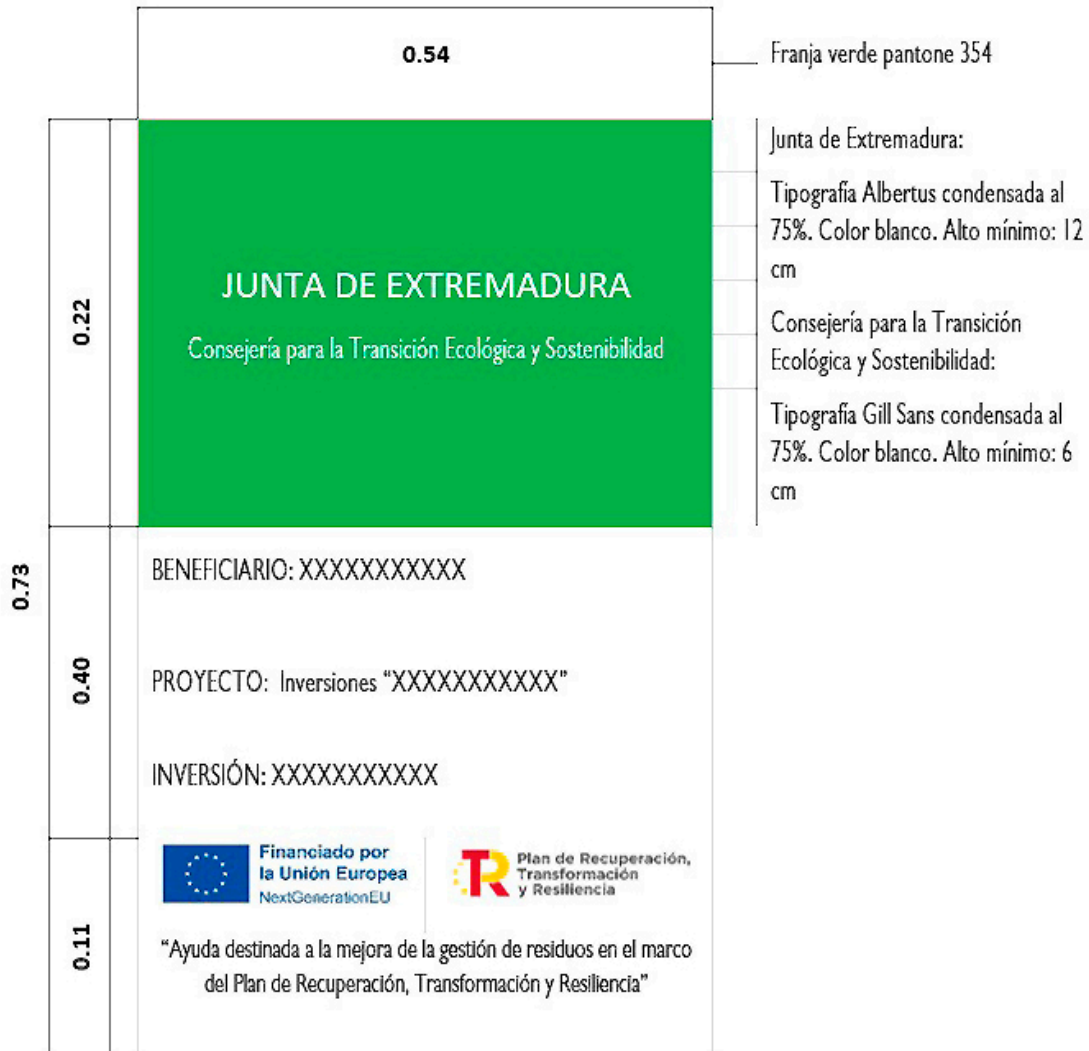 0.54
Franja verde pantone 354
Junta de Extremadura:
Tipografía Albertus condensada al
75%. Color blanco. Alto mínimo: 12
cm
Consejería para la Transición
Ecológica y Sostenibilidad:
Tipografía Gill Sans condensada al
75%. Color blanco. Alto mínimo: 6
cm
0.22
JUNTA DE EXTREMADURA
Consejería para la Transición Ecológica y Sostenibilidad
0.73
0.40
BENEFICIARIO: XXXXXXXXXXX
PROYECTO: Inversiones “XXXXXXXXXXX”
INVERSIÓN: XXXXXXXXXXX
0.11
Financiado por
la Unión Europea
NextGenerationEU
Plan de Recuperación,
Transformación
y Resiliencia
“Ayuda destinada a la mejora de la gestión de residuos en el marco
del Plan de Recuperación, Transformación y Resiliencia”